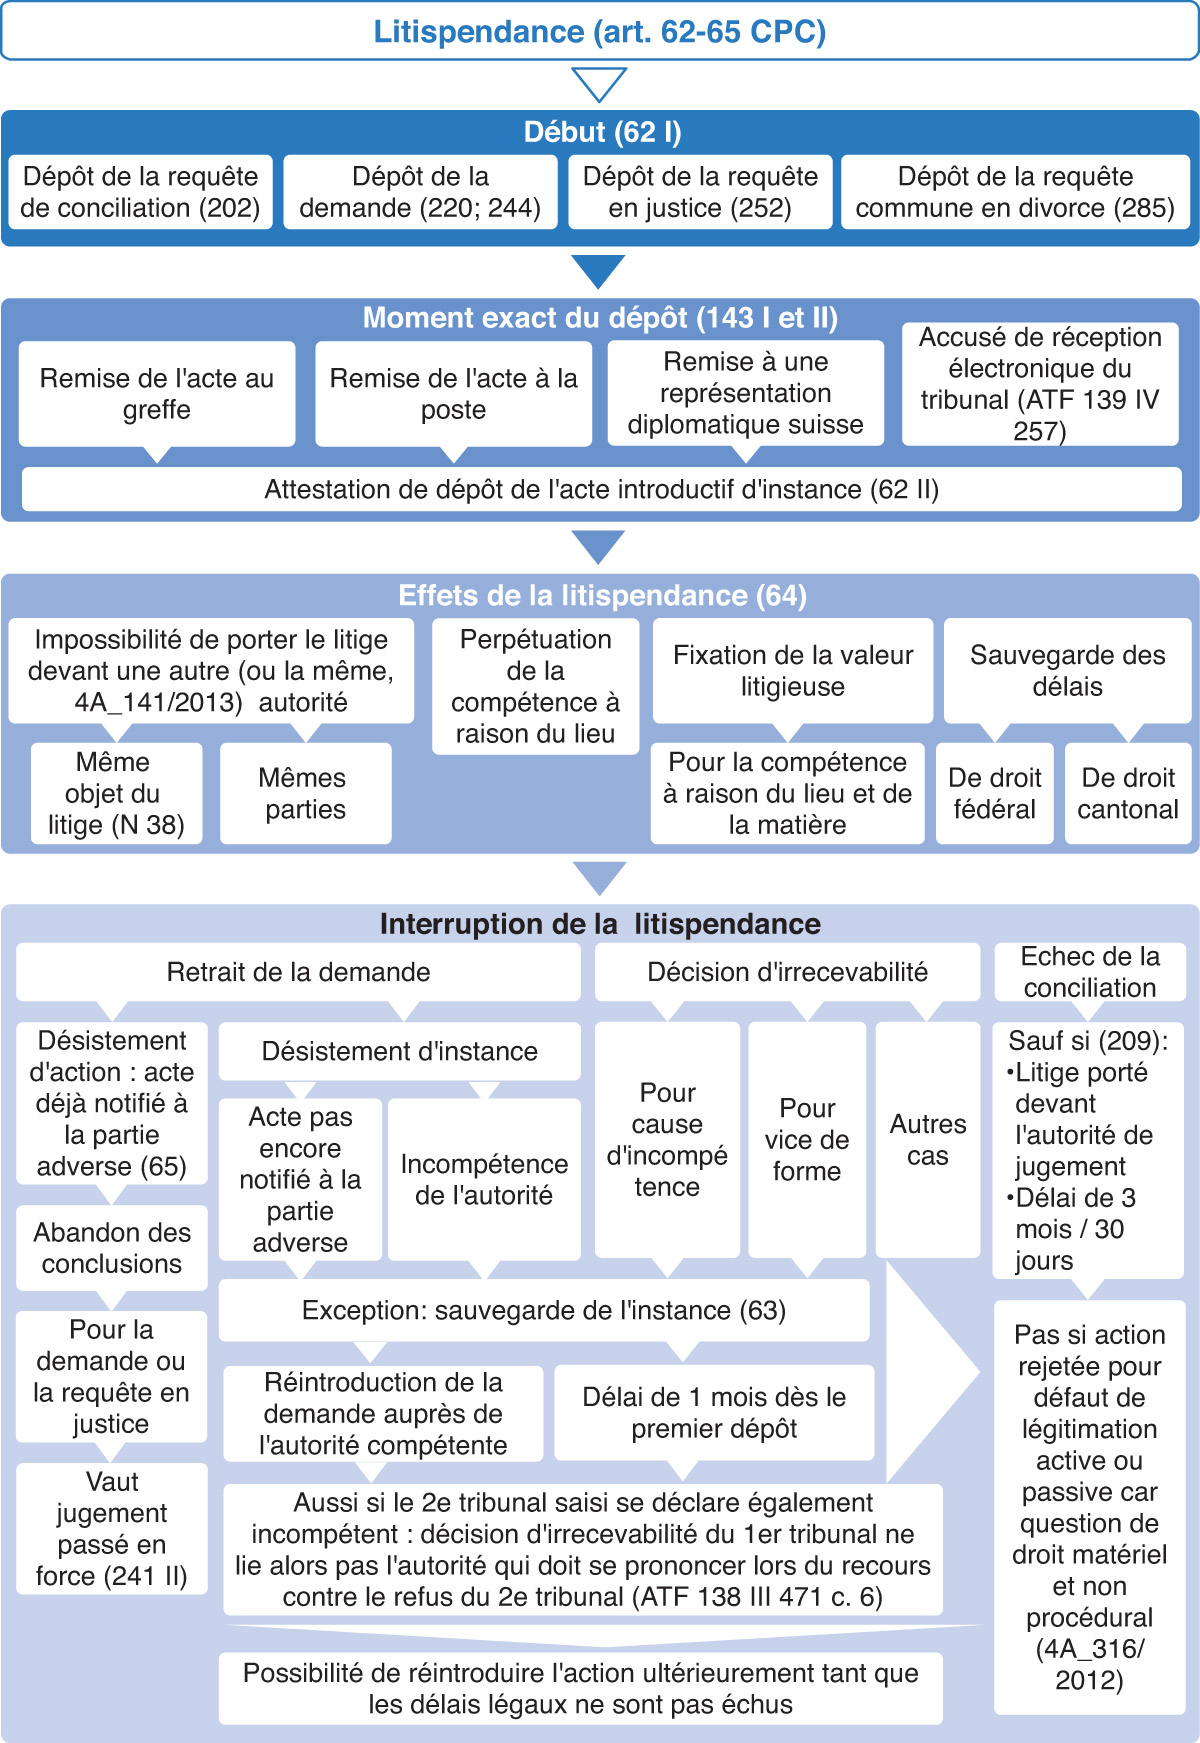 Litispendance (art. 62-65 CPC)
Début (62 I)
Dépôt de la requête
de conciliation (202)
Dépôt de la
demande (220; 244)
Dépôt de la requête
en justice (252)
Dépôt de la requête
commune en divorce (285)
Moment exact du dépôt (143 I et II)
Remise de l'acte au
greffe
Remise de l'acte à la
poste
Remise à une
représentation
diplomatique suisse
Accusé de réception
électronique du
tribunal (ATF 139 IV
257)
Attestation de dépôt de l'acte introductif d'instance (62 II)
Effets de la litispendance (64)
Impossibilité de porter le litige
devant une autre (ou la même,
4A_141/2013)  autorité
Même
objet du
litige (N 38)
Mêmes
parties
Perpétuation
de la
compétence à
raison du lieu
Fixation de la valeur
litigieuse
Pour la compétence
à raison du lieu et de
la matière
Sauvegarde des
délais
De droit
fédéral
De droit
cantonal
Interruption de la  litispendance
Retrait de la demande
Désistement
d'action : acte
déjà notifié à
la partie
adverse (65)
Abandon des
conclusions
Pour la
demande ou
la requête en
justice
Vaut
jugement
passé en
force (241 II)
Désistement d'instance
Acte pas
encore
notifié à la
partie
adverse
Incompétence
de l'autorité
Décision d'irrecevabilité
Pour
cause
d'incompé
tence
Pour
vice de
forme
Autres
cas
Exception: sauvegarde de l'instance (63)
Réintroduction de la
demande auprès de
l'autorité compétente
Délai de 1 mois dès le
premier dépôt
Aussi si le 2e tribunal saisi se déclare également
incompétent : décision d'irrecevabilité du 1er tribunal ne
lie alors pas l'autorité qui doit se prononcer lors du recours
contre le refus du 2e tribunal (ATF 138 III 471 c. 6)
Possibilité de réintroduire l'action ultérieurement tant que
les délais légaux ne sont pas échus
Echec de la
conciliation
Sauf si (209):
•Litige porté
devant
l'autorité de
jugement
•Délai de 3
mois / 30
jours
Pas si action
rejetée pour
défaut de
légitimation
active ou
passive car
question de
droit matériel
et non
procédural
(4A_316/
2012)